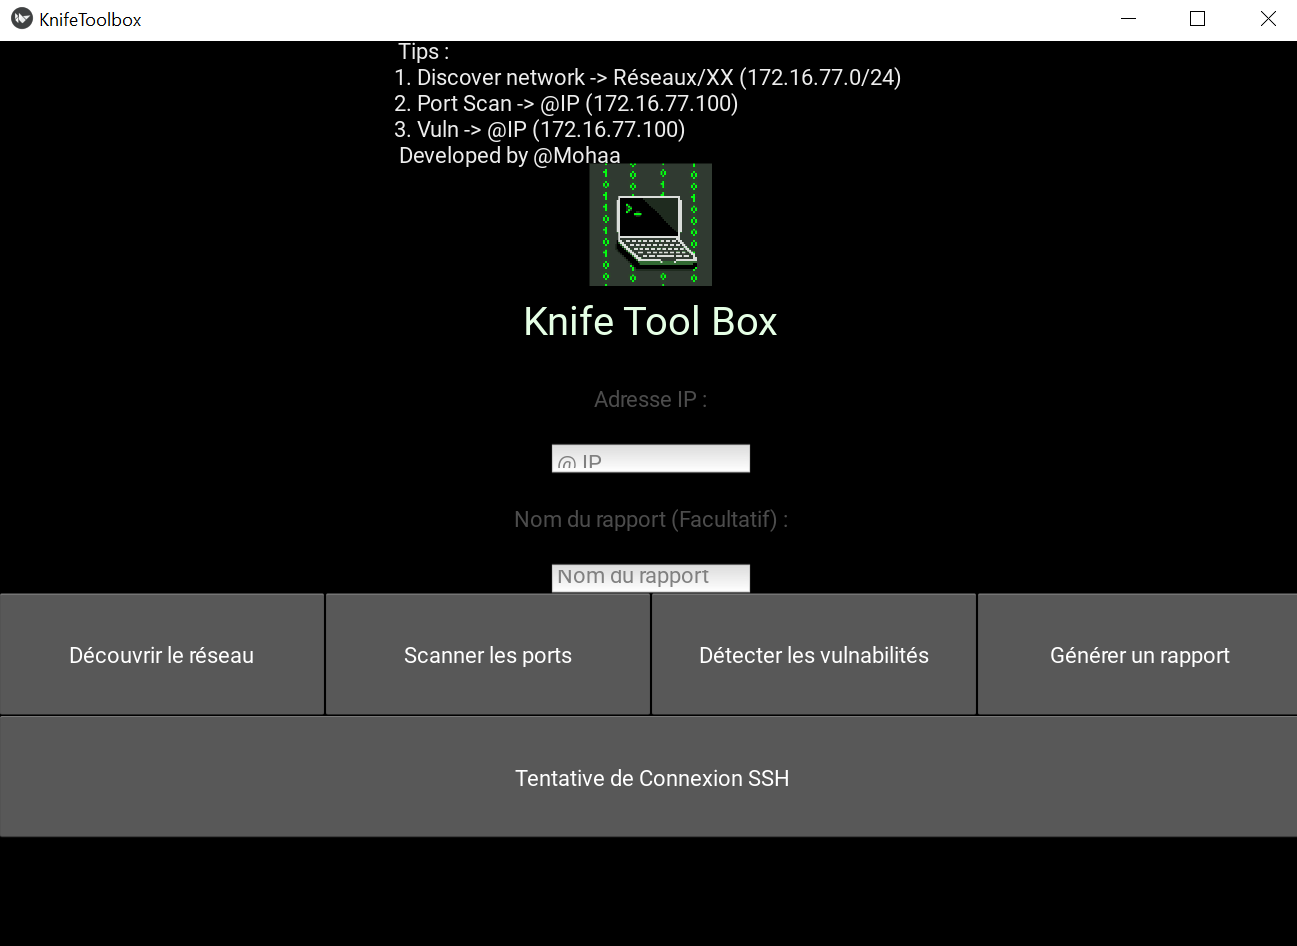 KnifeToolbox
Tips :
1. Discover network -> Réseaux/XX (172.16.77.0/24)
2. Port Scan -> @IP (172.16.77.100)
3. Vuln -> @IP (172.16.77.100)
Developed by @Mohaa
>_
Knife Tool Box
Adresse IP :
@ IP
Nom du rapport (Facultatif) :
Nom du rapport
Découvrir le réseau
Scanner les ports
Détecter les vulnabilités
Générer un rapport
Tentative de Connexion SSH